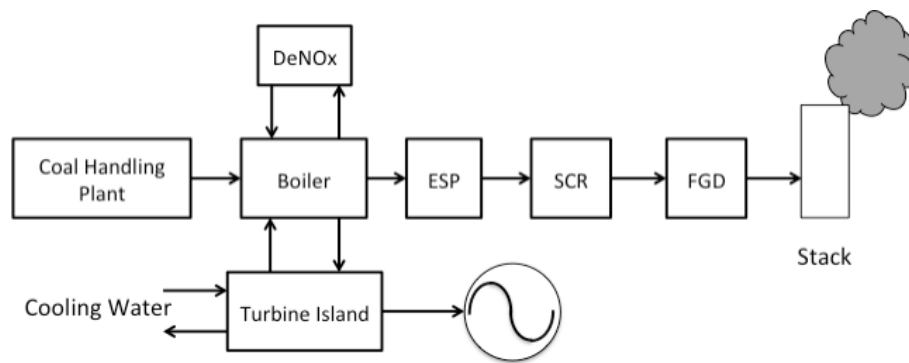 DeNOx
Coal Handling
Plant
Boiler
ESP
SCR
FGD
Stack
Cooling Water
Turbine Island